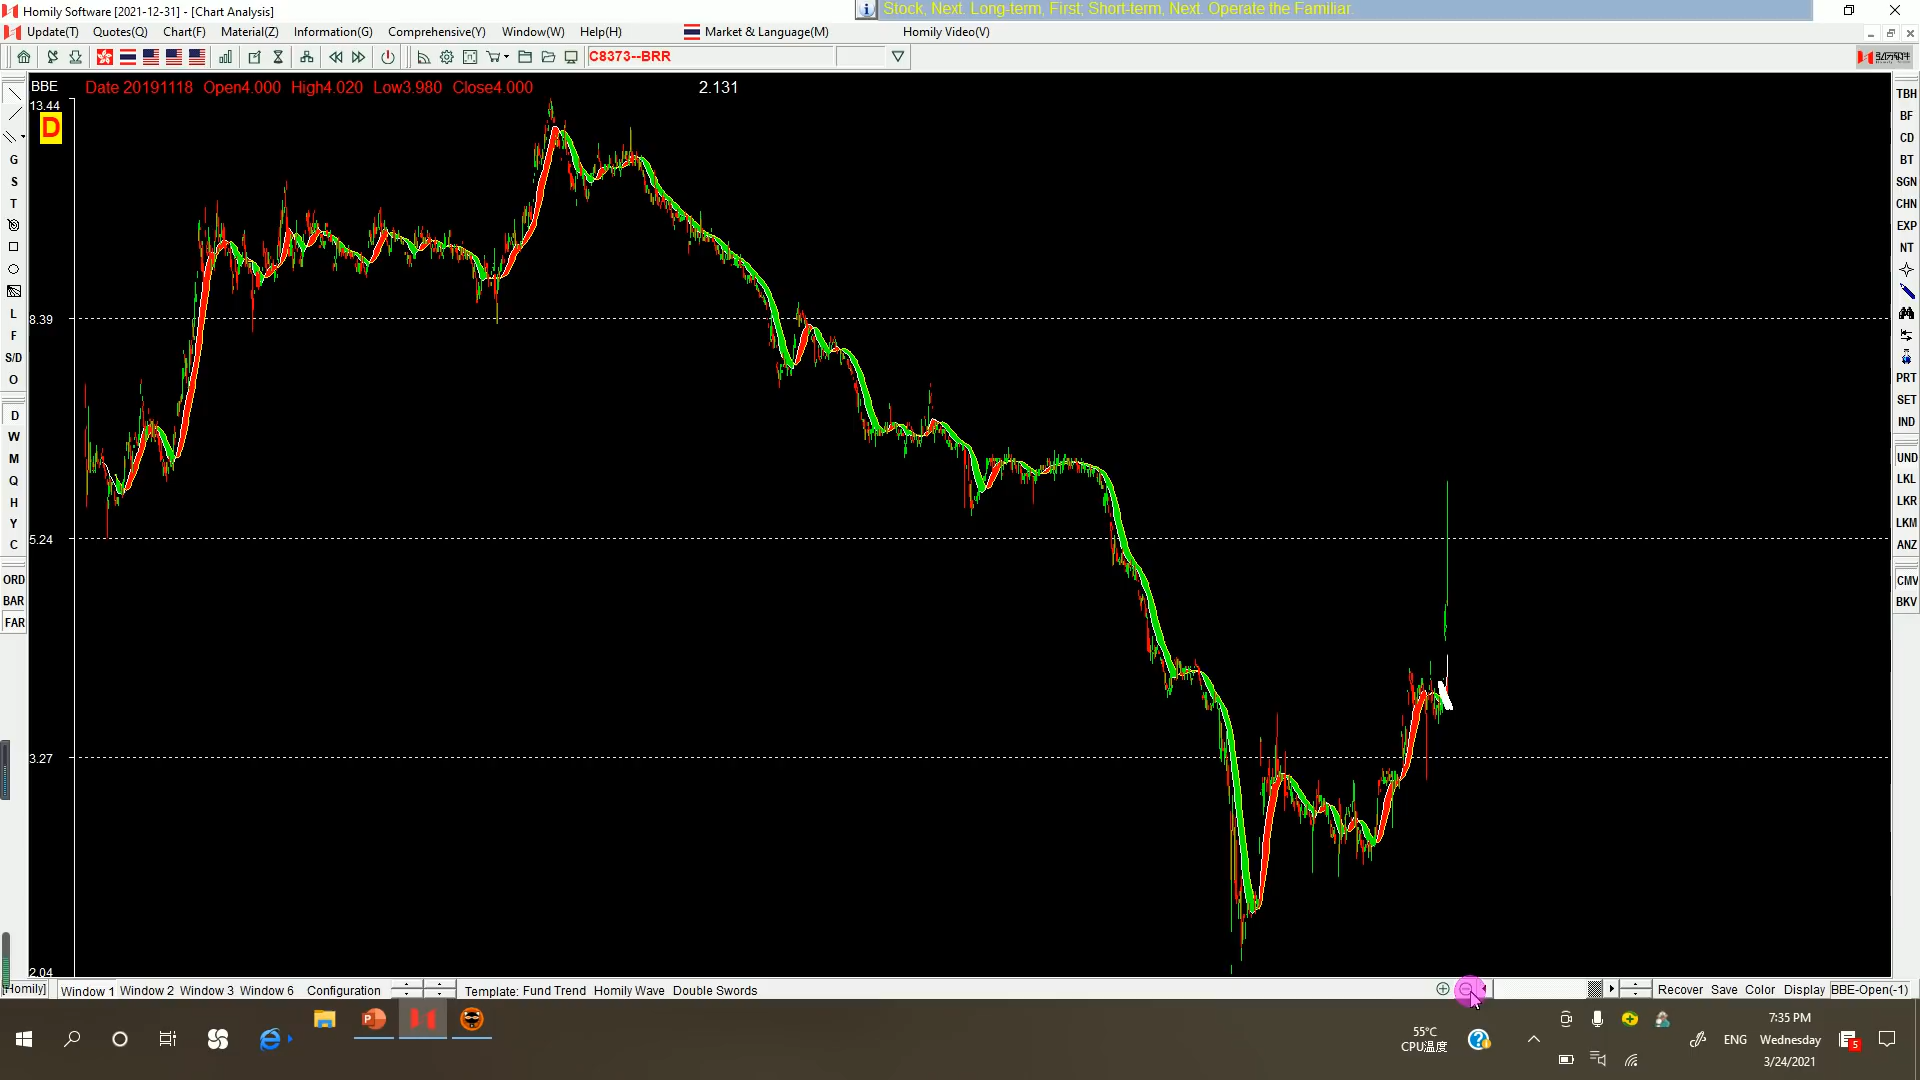 Homily Software [2021-12-31] - [Chart Analysis]
Stock, Next. Long-term, First; Short-term, Next. Operate the Familiar.
Update(T) Quotes(Q) Chart(F) Material(Z) Information(G) Comprehensive(Y) Window(W) Help(H) Market & Language(M) Homily Video(V)
C8373--BRR
BBE Date 20191118 Open4.000 High4.020 Low3.980 Close4.000 2.131
13.44
D
8.39
5.24
3.27
2.04
G
S
T
L
F
S/D
O
D
W
M
Q
H
Y
C
ORD
BAR
FAR
TBH
BF
CD
BT
SGN
CHN
EXP
NT
PRT
SET
IND
UND
LKL
LKR
LKM
ANZ
CMV
BKV
[Homily] Window 1 Window 2 Window 3 Window 6 Configuration Template: Fund Trend Homily Wave Double Swords Recover Save Color Display BBE-Open(-1)
55°C
CPU温度
ENG
7:35 PM
Wednesday
3/24/2021
5